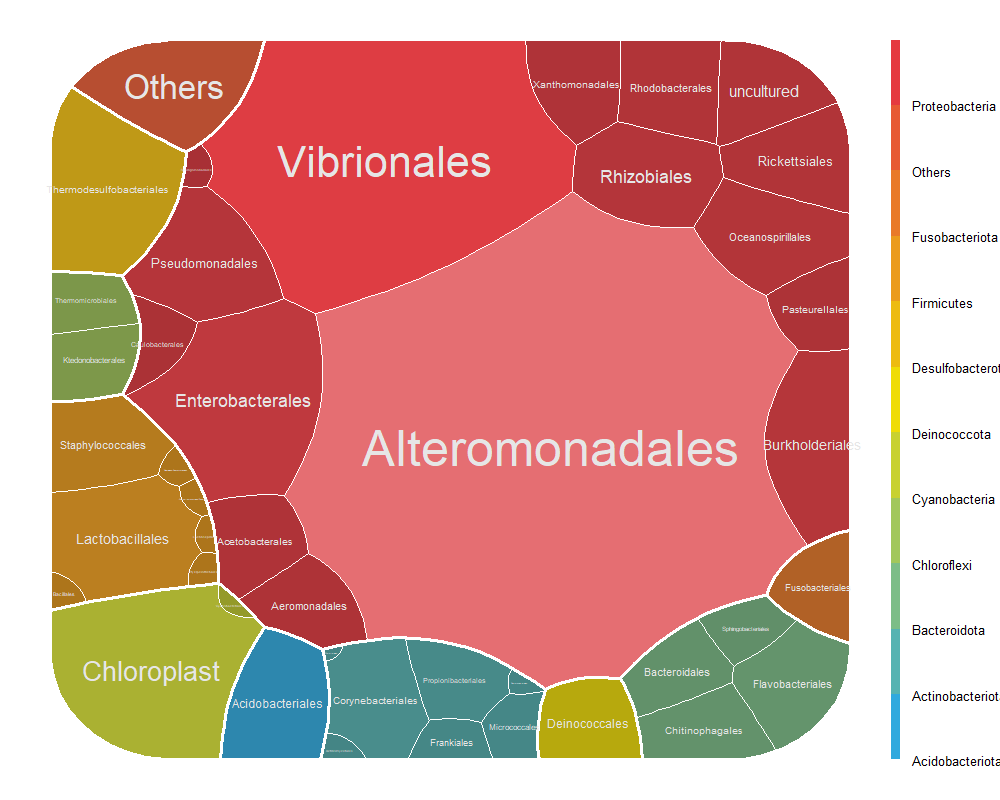 Others
Vibrionales
Xanthomonadales
Rhodobacterales
uncultured
Rickettsiales
Rhizobiales
Thermodesulfobacteriales
Oceanospirillales
Pseudomonadales
Thermomicrobiales
Pasteurellales
Caulobacterales
Ktedonobacterales
Enterobacterales
Alteromonadales
Burkholderiales
Staphylococcales
Lactobacillales
Acetobacterales
Bacillales
Aeromonadales
Fusobacteriales
Sphingobacteriales
Chloroplast
Bacteroidales
Flavobacteriales
Propionibacteriales
Acidobacteriales
Corynebacteriales
Deinococcales
Micrococcales
Chitinophagales
Frankiales
Proteobacteria
Others
Fusobacteriota
Firmicutes
Desulfobacterot
Deinococcota
Cyanobacteria
Chloroflexi
Bacteroidota
Actinobacteriot
Acidobacteriota